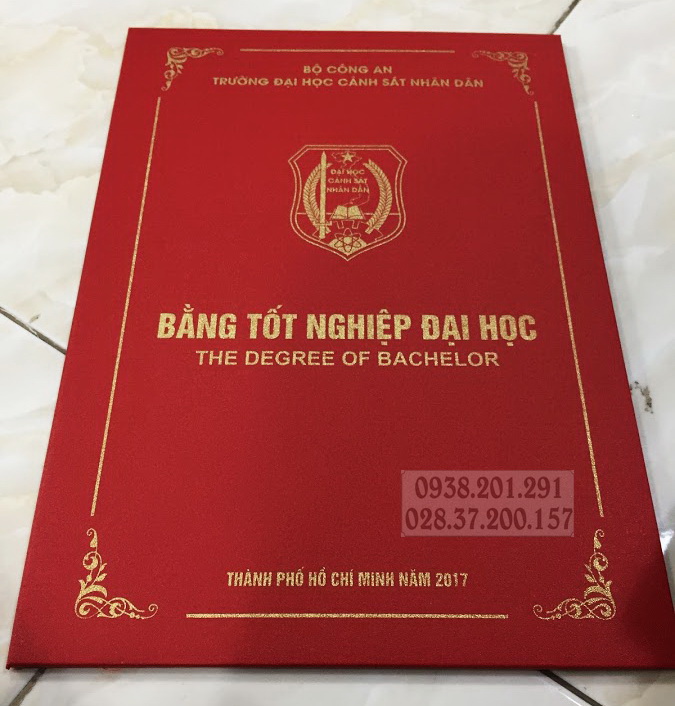 BỘ CÔNG AN
TRƯỜNG ĐẠI HỌC CẢNH SÁT NHÂN DÂN
ĐẠI HỌC
CẢNH SÁT
NHÂN DÂN
BẰNG TỐT NGHIỆP ĐẠI HỌC
THE DEGREE OF BACHELOR
0938.201.291
028.37.200.157
THÀNH PHỐ HỒ CHÍ MINH NĂM 2017